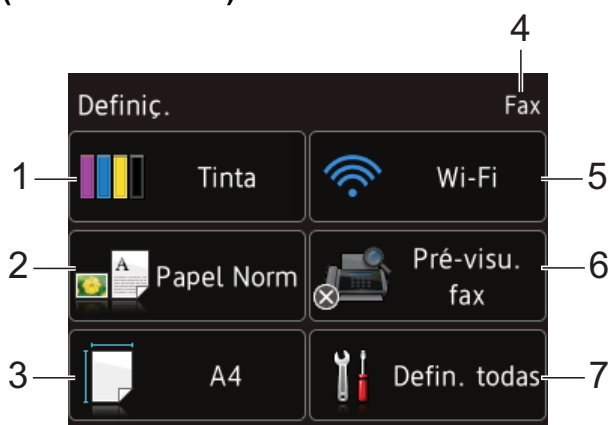 4
Definiç.
Fax
1
Tinta
Wi-Fi
5
2
A
Papel Norm
Pré-visu.
fax
6
3
A4
Defin. todas
7